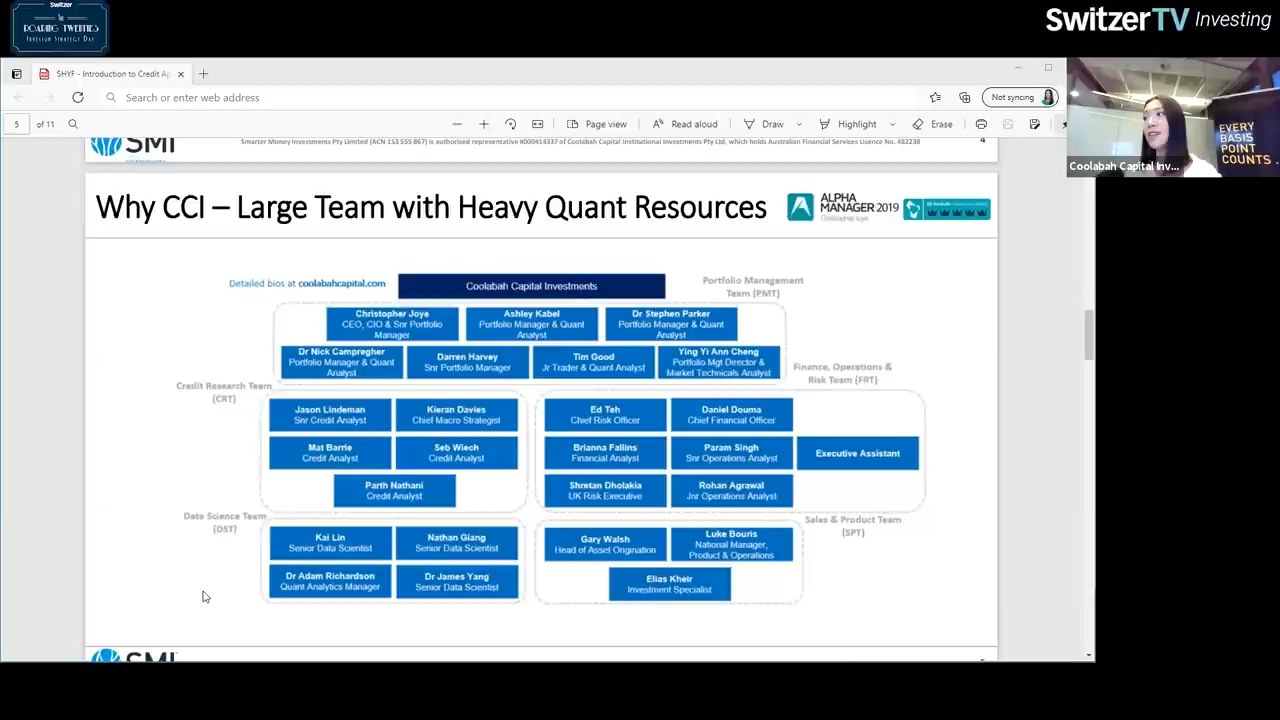 Switzer
ROARING TWENTIES
INVESTOR STRATEGY DAY
SwitzerTV Investing
SHYF - Introduction to Credit Ap
Search or enter web address
Not syncing
5 of 11
Page view
Read aloud
Draw
Highlight
Erase
EVERY
BASIS
POINT
COUNTS
Coolabah Capital Inv...
SMI
Smarter Money Investments Pty Limited (ACN 153 555 867) is authorised representative #000414337 of Coolabah Capital Institutional Investments Pty Ltd, which holds Australian Financial Services Licence No. 482238
4
Why CCI – Large Team with Heavy Quant Resources
ALPHA
MANAGER 2019
Christopher Joye
Detailed bios at coolabahcapital.com
Coolabah Capital Investments
Portfolio Management
Team (PMT)
Christopher Joye
CEO, CIO & Snr Portfolio
Manager
Ashley Kabel
Portfolio Manager & Quant
Analyst
Dr Stephen Parker
Portfolio Manager & Quant
Analyst
Dr Nick Campregher
Portfolio Manager & Quant
Analyst
Darren Harvey
Snr Portfolio Manager
Tim Good
Jr Trader & Quant Analyst
Ying Yi Ann Cheng
Portfolio Mgt Director &
Market Technicals Analyst
Credit Research Team
(CRT)
Finance, Operations &
Risk Team (FRT)
Jason Lindeman
Snr Credit Analyst
Kieran Davies
Chief Macro Strategist
Ed Teh
Chief Risk Officer
Daniel Douma
Chief Financial Officer
Mat Barrie
Credit Analyst
Seb Wiech
Credit Analyst
Brianna Fallins
Financial Analyst
Param Singh
Snr Operations Analyst
Executive Assistant
Parth Nathani
Credit Analyst
Shretan Dholakia
UK Risk Executive
Rohan Agrawal
Jnr Operations Analyst
Data Science Team
(DST)
Sales & Product Team
(SPT)
Kai Lin
Senior Data Scientist
Nathan Giang
Senior Data Scientist
Gary Walsh
Head of Asset Origination
Luke Bouris
National Manager,
Product & Operations
Dr Adam Richardson
Quant Analytics Manager
Dr James Yang
Senior Data Scientist
Elias Kheir
Investment Specialist
SMI